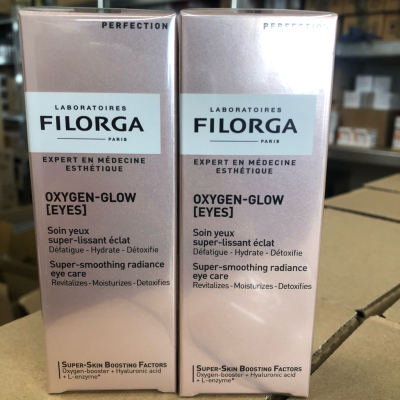 PERFECTION
LABORATOIRES
FILORGA
PARIS
EXPERT EN MÉDECINE
ESTHÉTIQUE
OXYGEN-GLOW
[EYES]
Soin yeux
super-lissant éclat
Défatigue - Hydrate - Détoxifie
Super-smoothing radiance
eye care
Revitalizes - Moisturizes - Detoxifies
SUPER-SKIN BOOSTING FACTORS
Oxygen-booster + Hyaluronic acid
+ L-enzyme*
PERFECTION
LABORATOIRES
FILORGA
PARIS
EXPERT EN MÉDECINE
ESTHÉTIQUE
OXYGEN-GLOW
[EYES]
Soin yeux
super-lissant éclat
Défatigue - Hydrate - Détoxifie
Super-smoothing radiance
eye care
Revitalizes - Moisturizes - Detoxifies
SUPER-SKIN BOOSTING FACTORS
Oxygen-booster + Hyaluronic acid
+ L-enzyme*